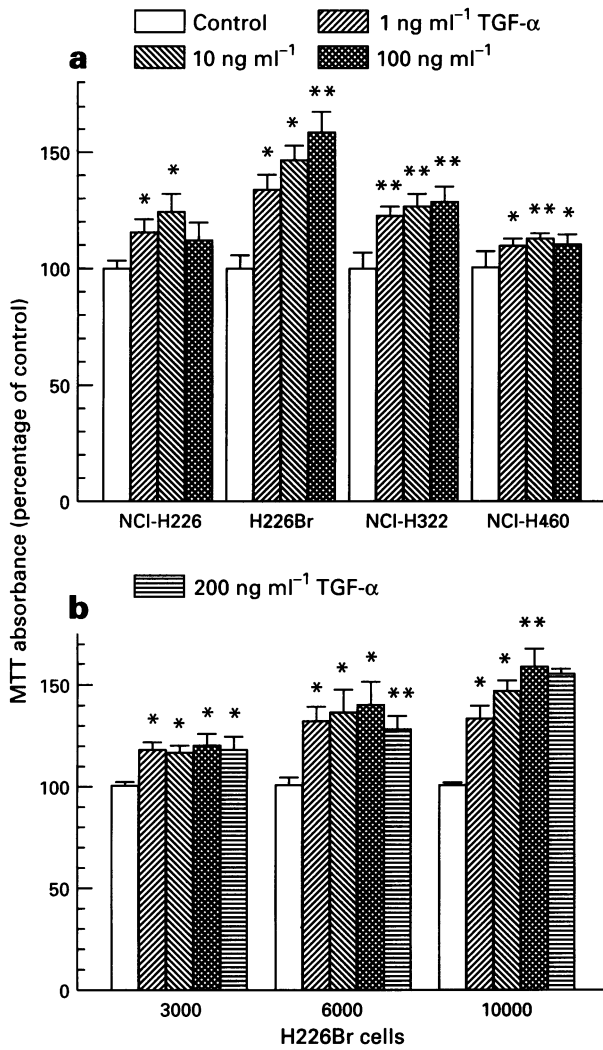 Control
1 ng ml⁻¹ TGF-α
10 ng ml⁻¹
100 ng ml⁻¹
a
MTT absorbance (percentage of control)
150
100
50
0
* * * * ** ** ** ** * ** *
NCI-H226 H226Br NCI-H322 NCI-H460
b
200 ng ml⁻¹ TGF-α
150
100
50
0
* * * * * * * ** * * **
3000 6000 10000
H226Br cells